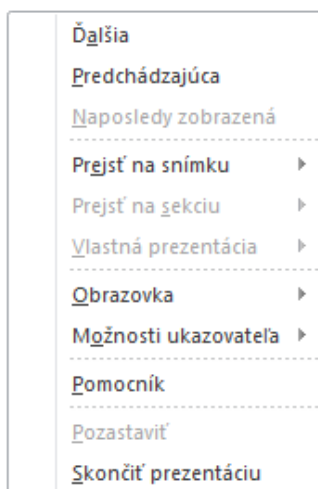 Ďalšia
Predchádzajúca
Naposledy zobrazená
Prejsť na snímku
Prejsť na sekciu
Vlastná prezentácia
Obrazovka
Možnosti ukazovateľa
Pomocník
Pozastaviť
Skončiť prezentáciu